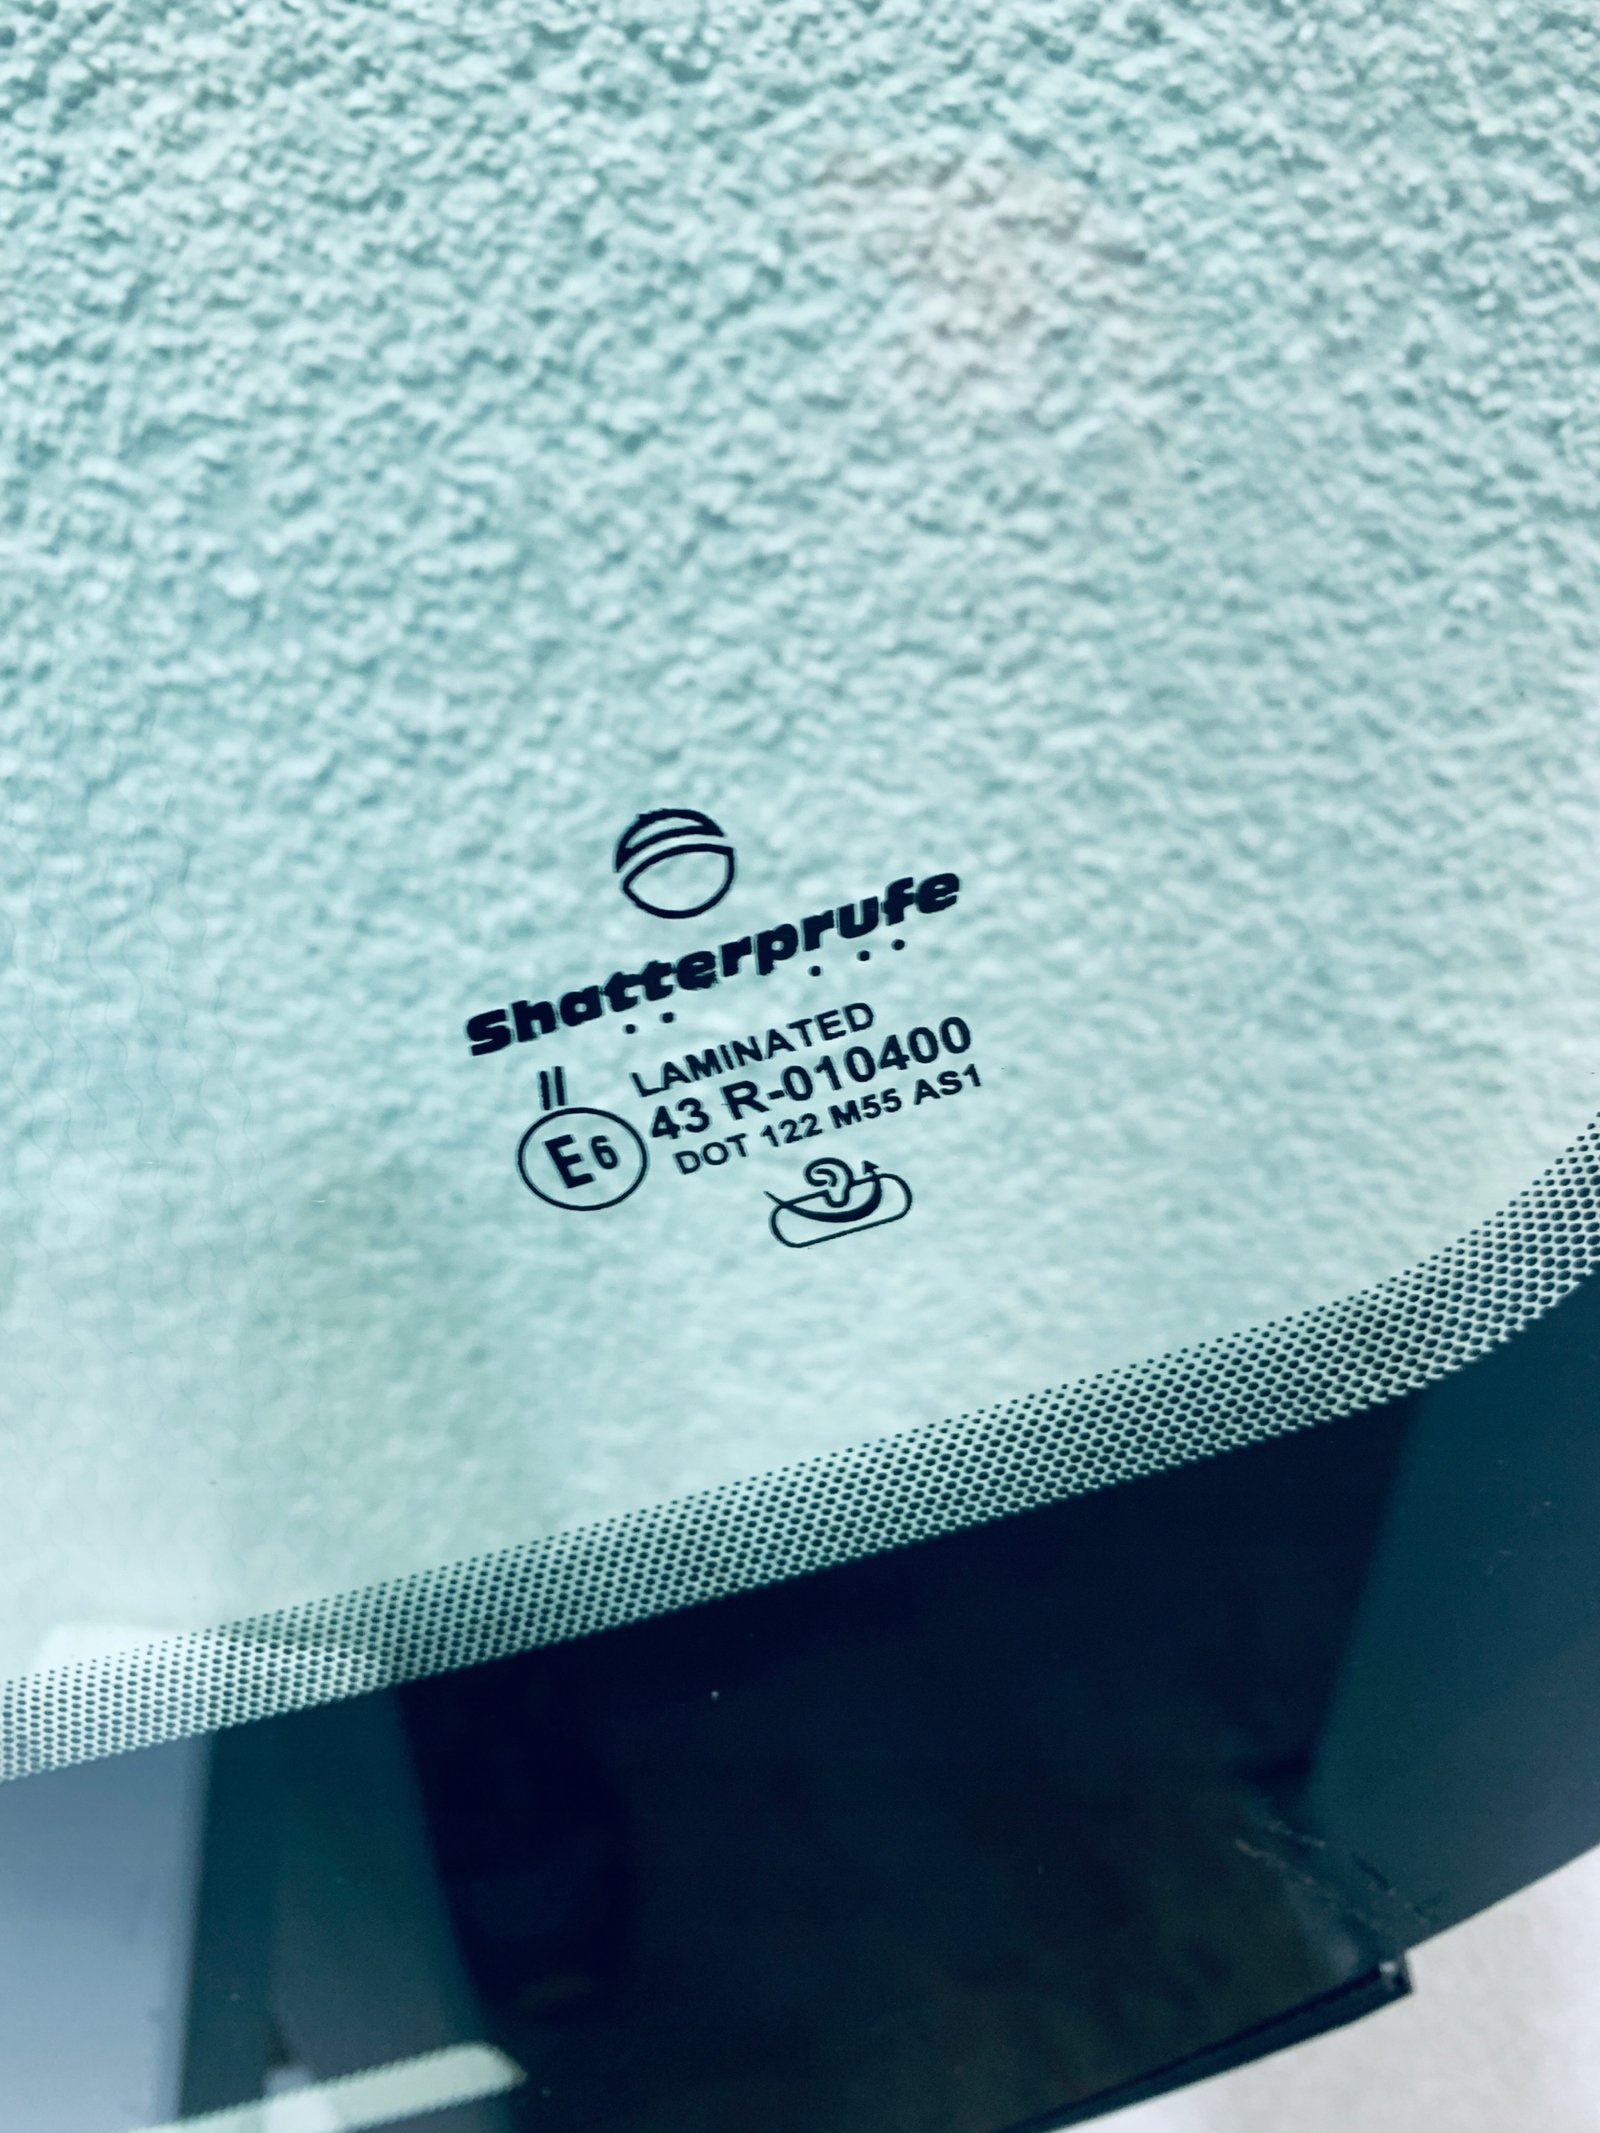 Shatterprufe
II
LAMINATED
E6
43 R-010400
DOT 122 M55 AS1